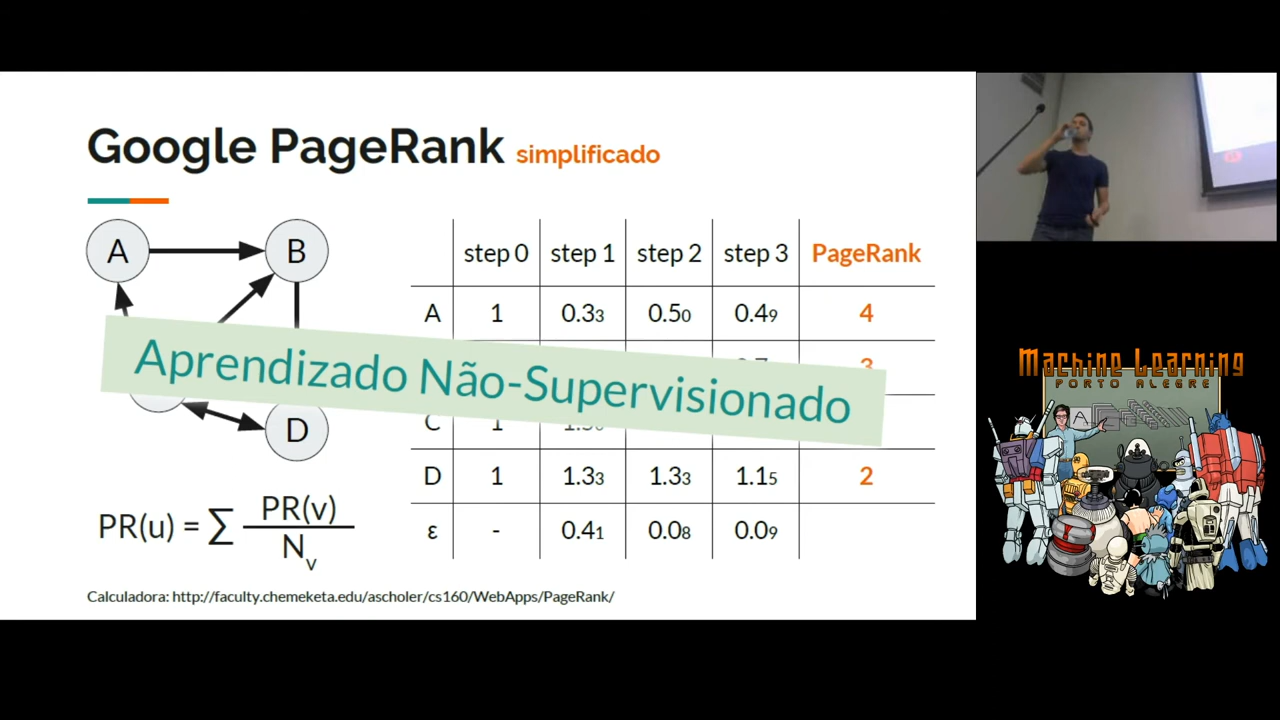 Google PageRank simplificado
A
B
D
PR(u) = ∑ PR(v)
Nv
step 0 step 1 step 2 step 3 PageRank
A 1 0.33 0.50 0.49 4
3
C 1
D 1 1.33 1.33 1.15 2
ε - 0.41 0.08 0.09
Aprendizado Não-Supervisionado
Calculadora: http://faculty.chemeketa.edu/ascholer/cs160/WebApps/PageRank/
Machine Learning
PORTO ALEGRE
A